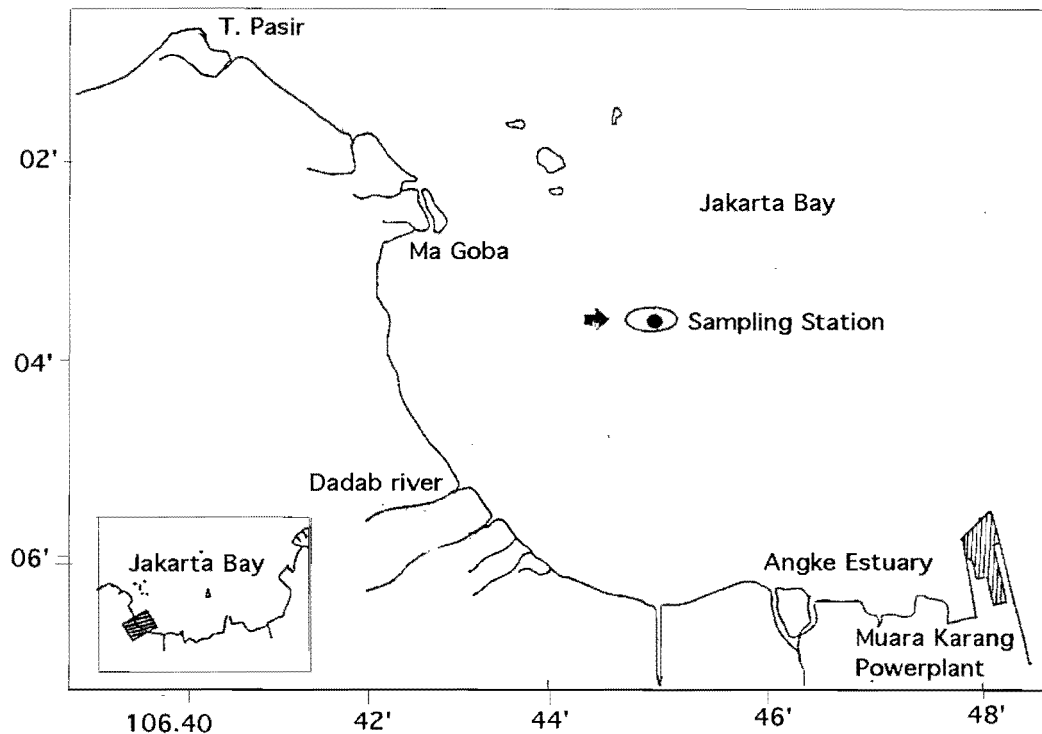 T. Pasir
02'
Jakarta Bay
Ma Goba
Sampling Station
04'
Dadab river
06'
Jakarta Bay
Angke Estuary
Muara Karang
Powerplant
106.40
42'
44'
46'
48'